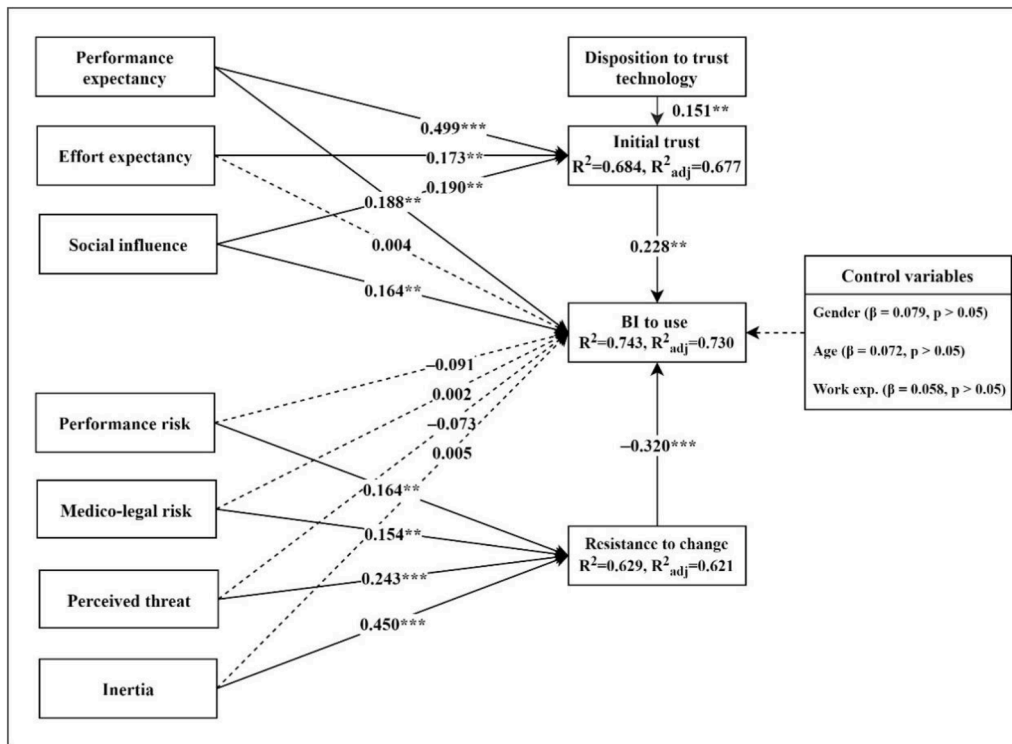 Performance
expectancy
Disposition to trust
technology
0.151**
0.499***
Effort expectancy
0.173**
Initial trust
R²=0.684, R²adj=0.677
0.190**
0.188**
Social influence
0.004
0.228**
0.164**
Control variables
Gender (β = 0.079, p > 0.05)
Age (β = 0.072, p > 0.05)
Work exp. (β = 0.058, p > 0.05)
BI to use
R²=0.743, R²adj=0.730
–0.091
0.002
Performance risk
–0.073
0.005
–0.320***
0.164**
Medico-legal risk
0.154**
Resistance to change
R²=0.629, R²adj=0.621
0.243***
Perceived threat
0.450***
Inertia